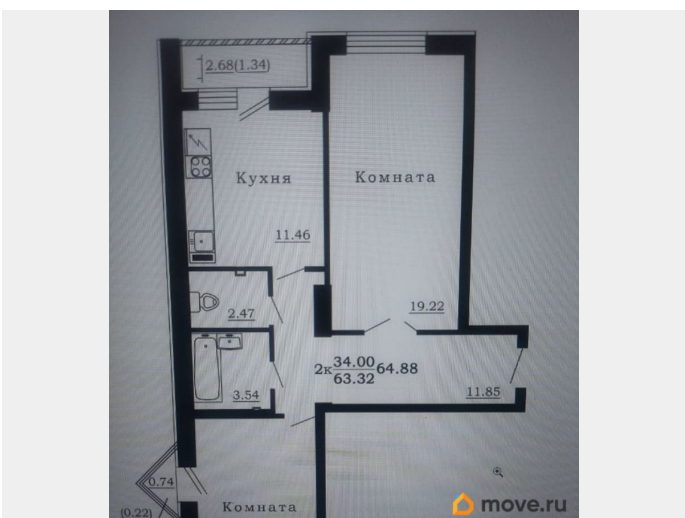 2.68(1.34)
Кухня
Комната
11.46
19.22
2.47
2к 34.00 64.88
63.32
3.54
11.85
0.74
(0.22)
Комната
move.ru